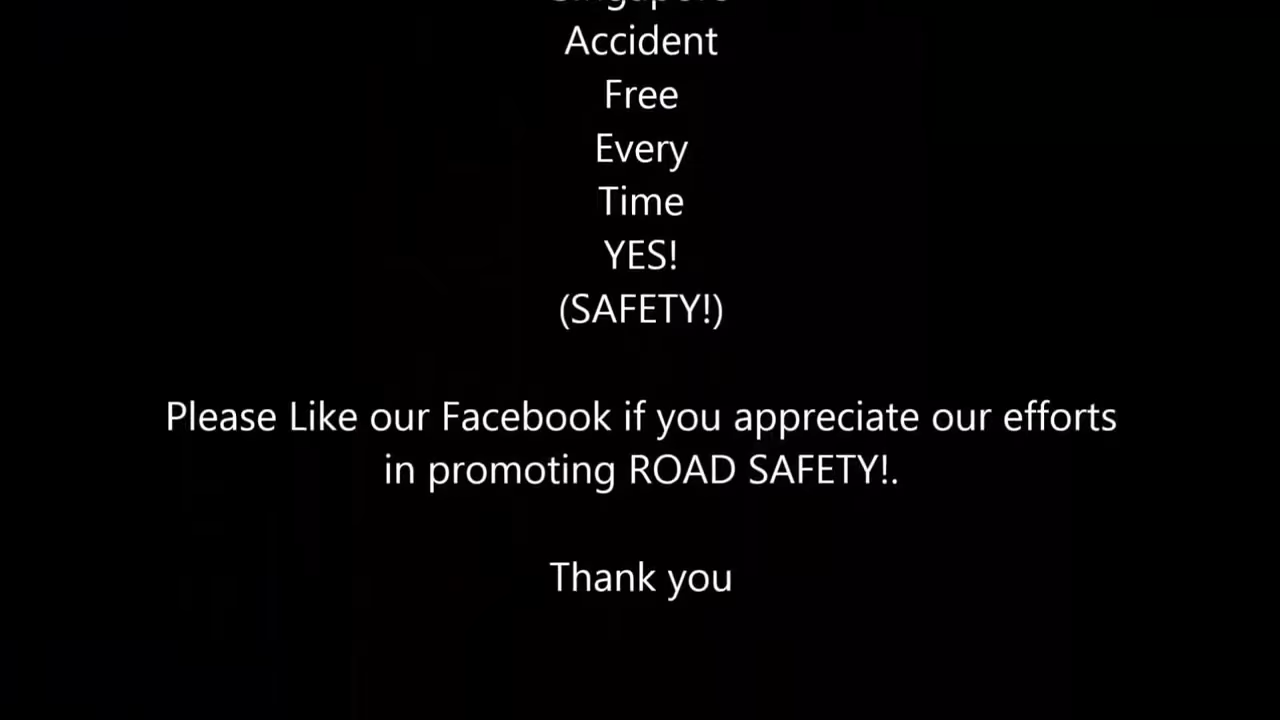 Singapore
Accident
Free
Every
Time
YES!
(SAFETY!)
Please Like our Facebook if you appreciate our efforts
in promoting ROAD SAFETY!.
Thank you